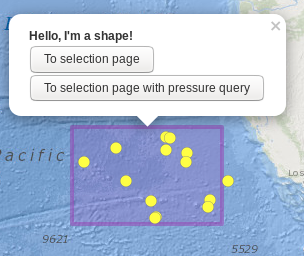 Hello, I'm a shape!
×
To selection page
To selection page with pressure query
Pacific
Los
9621
5529